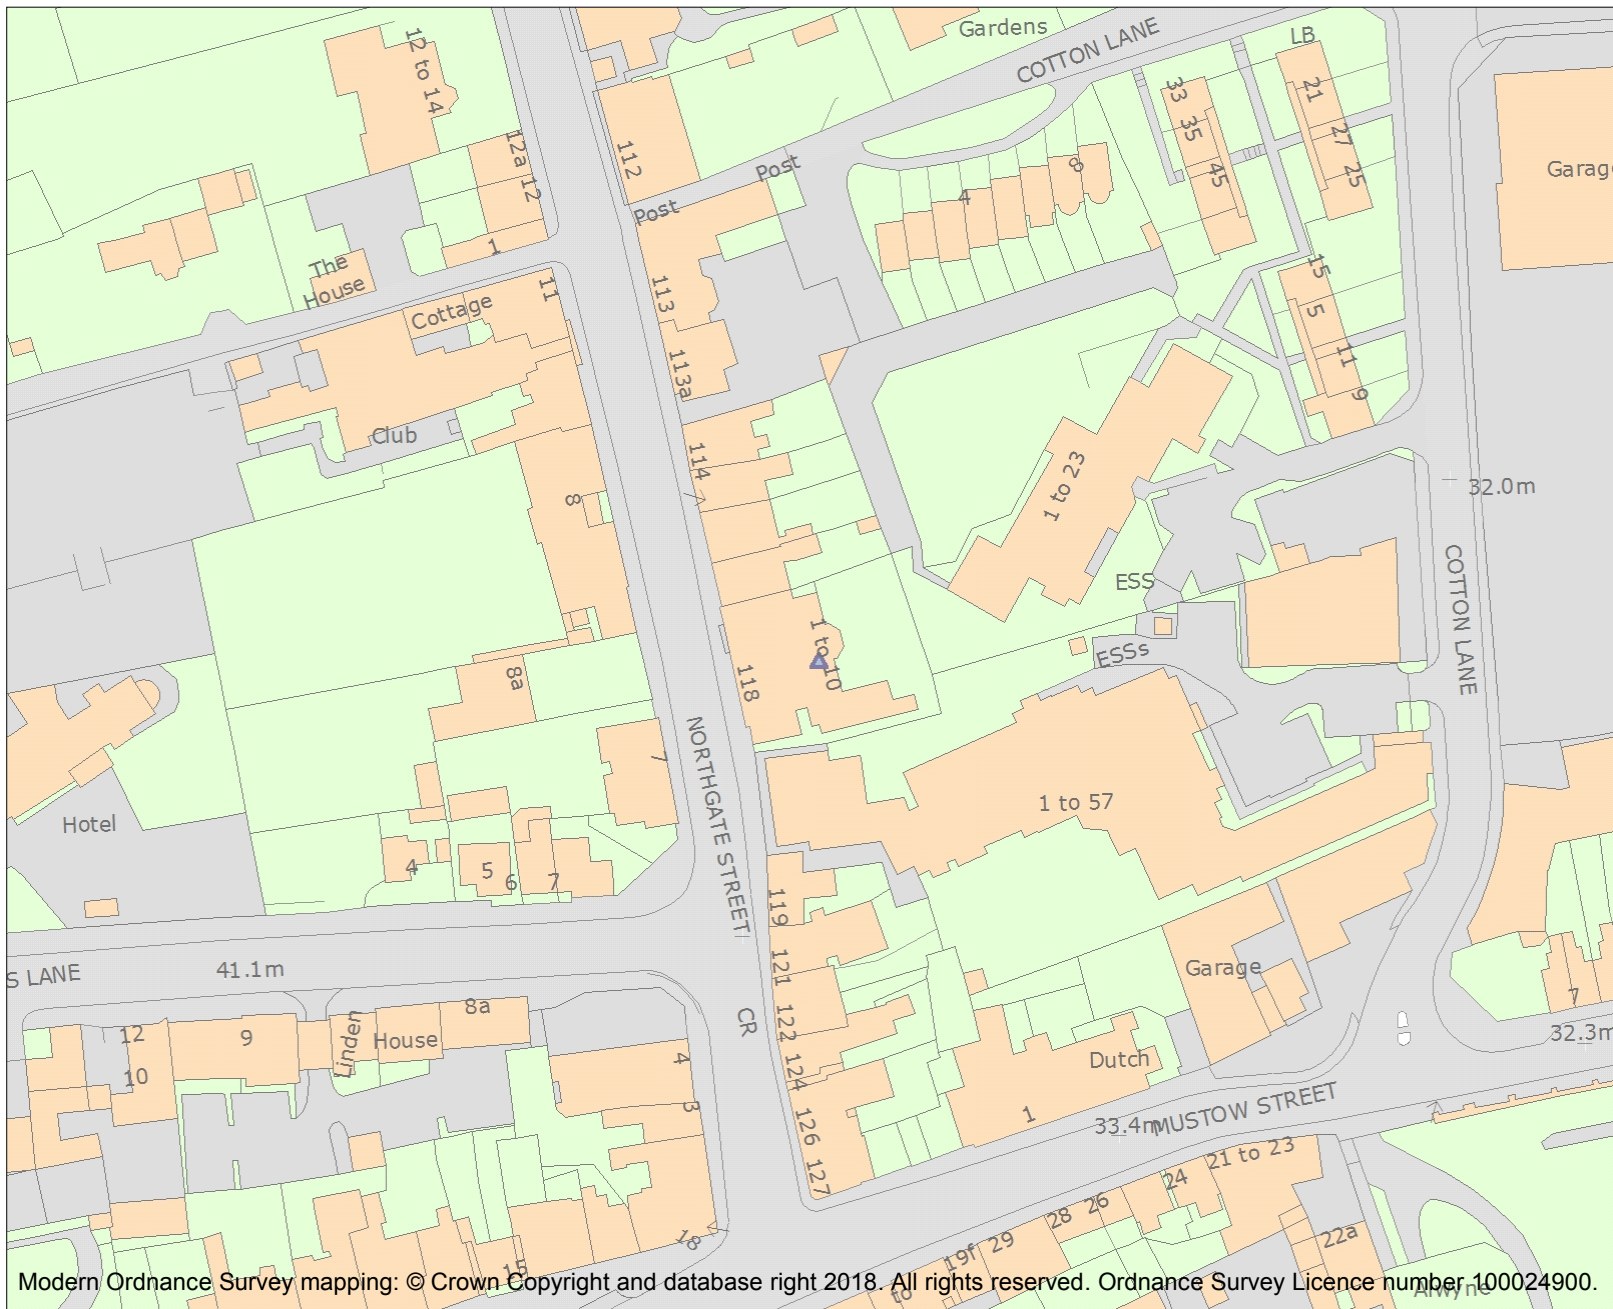 Gardens
COTTON LANE
LB
12 to 14
33
21
35
27
12a
112
Post
8
25
45
12
4
Garag
Post
1
The
House
15
11
113
5
Cottage
11
113a
9
Club
114
1 to 23
8
32.0m
ESS
COTTON LANE
1 to 10
ESSs
8a
118
NORTHGATE STREET
7
1 to 57
Hotel
4
5
6
7
119
121
S LANE
41.1m
Garage
7
8a
CR
122
12
9
Linden
House
32.3m
10
4
124
Dutch
3
126
1
33.4m
MUSTOW STREET
127
21 to 23
24
26
28
18
29
22a
19f
15
to
Alwyne
Modern Ordnance Survey mapping: © Crown Copyright and database right 2018. All rights reserved. Ordnance Survey Licence number 100024900.